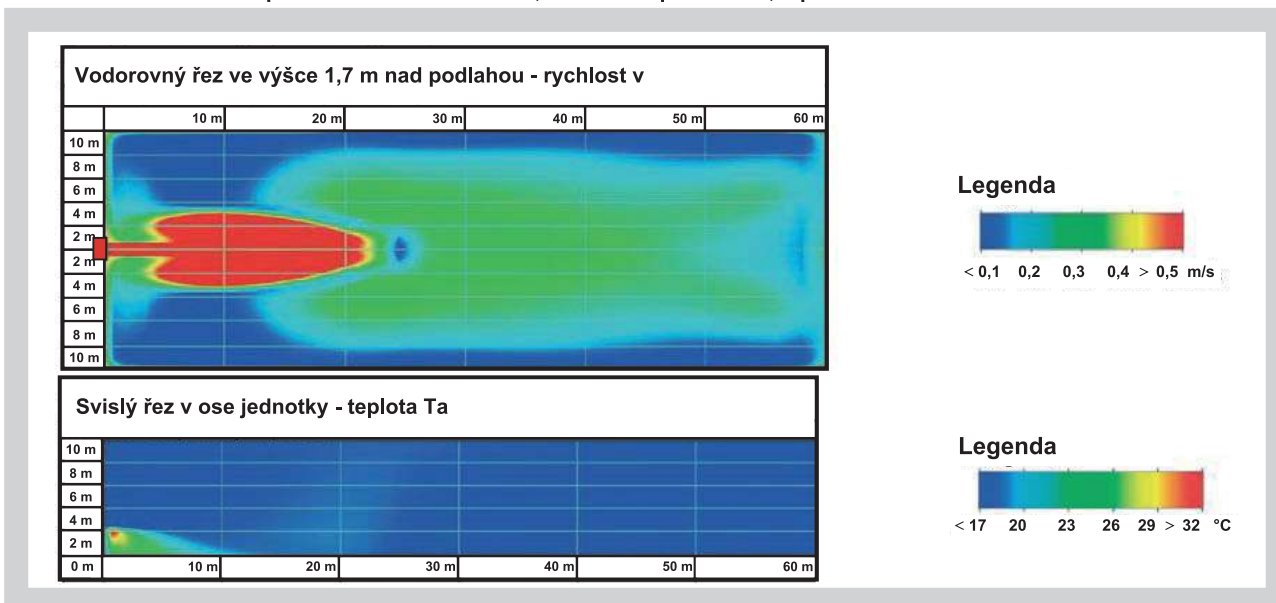 Vodorovný řez ve výšce 1,7 m nad podlahou - rychlost v
10 m 20 m 30 m 40 m 50 m 60 m
10 m
8 m
6 m
4 m
2 m
2 m
4 m
6 m
8 m
10 m
Legenda
< 0,1 0,2 0,3 0,4 > 0,5 m/s
Svislý řez v ose jednotky - teplota Ta
10 m
8 m
6 m
4 m
2 m
0 m 10 m 20 m 30 m 40 m 50 m 60 m
Legenda
< 17 20 23 26 29 > 32 °C